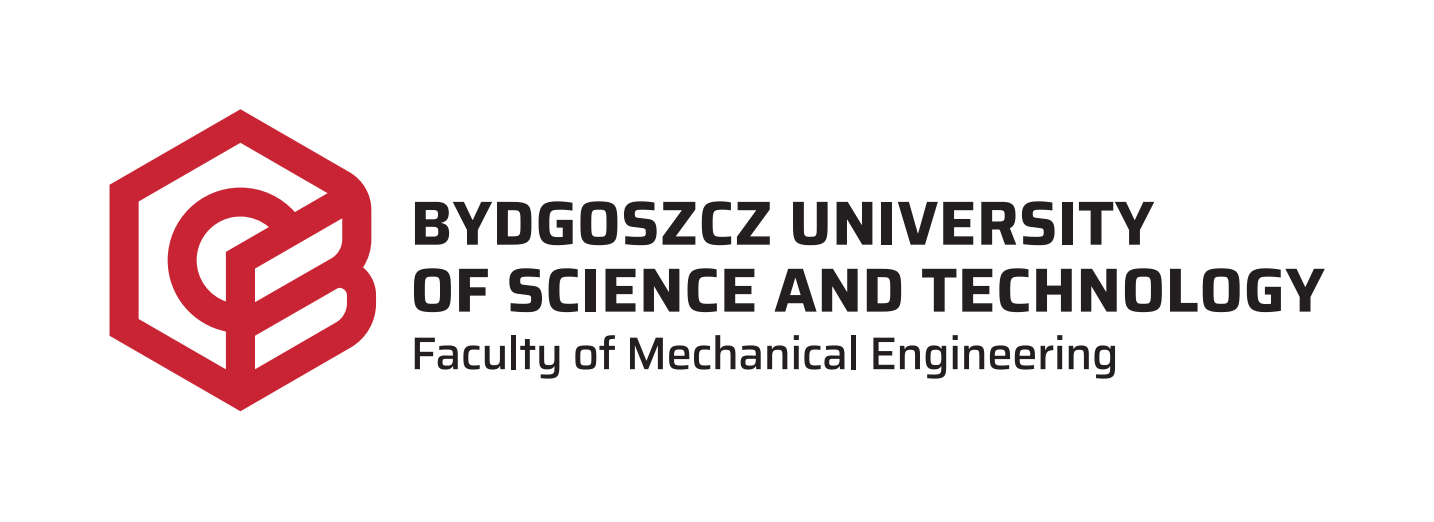 BYDGOSZCZ UNIVERSITY
OF SCIENCE AND TECHNOLOGY
Faculty of Mechanical Engineering